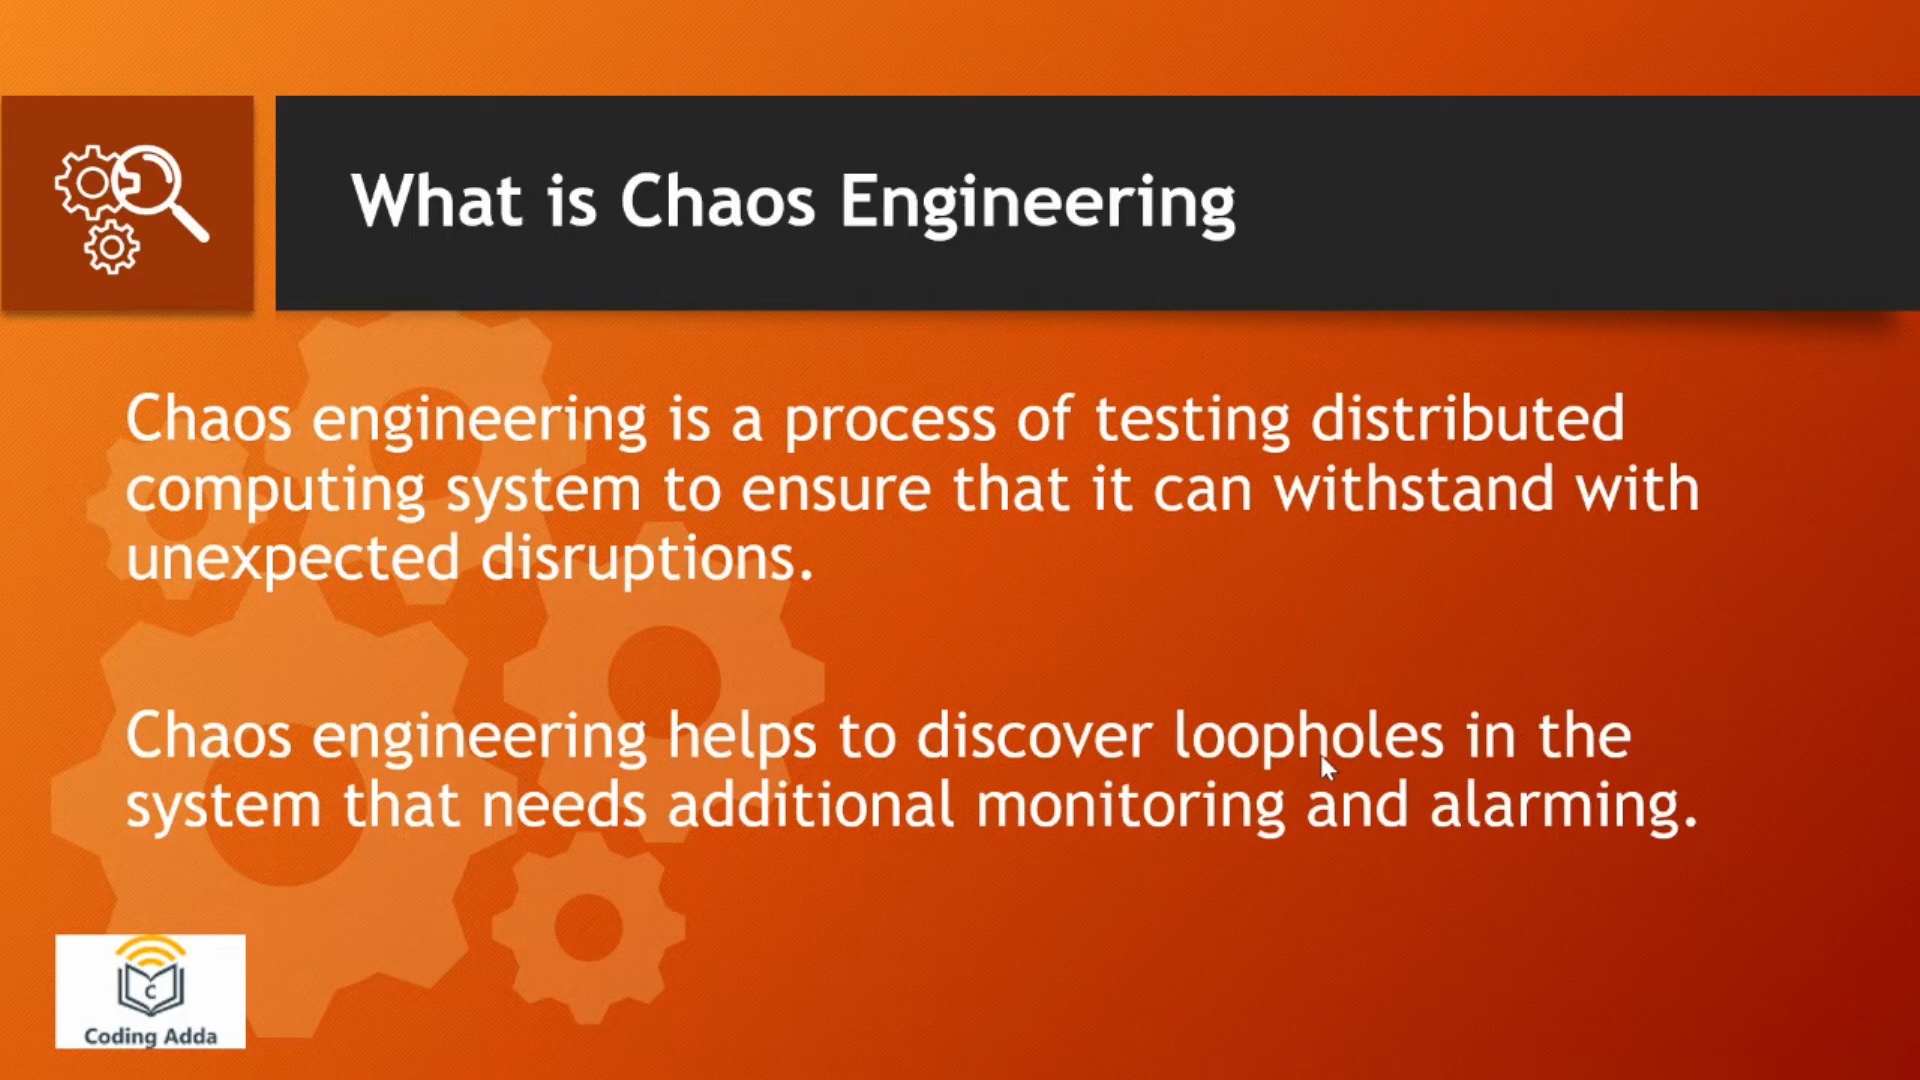 What is Chaos Engineering
Chaos engineering is a process of testing distributed
computing system to ensure that it can withstand with
unexpected disruptions.
Chaos engineering helps to discover loopholes in the
system that needs additional monitoring and alarming.
C
Coding Adda